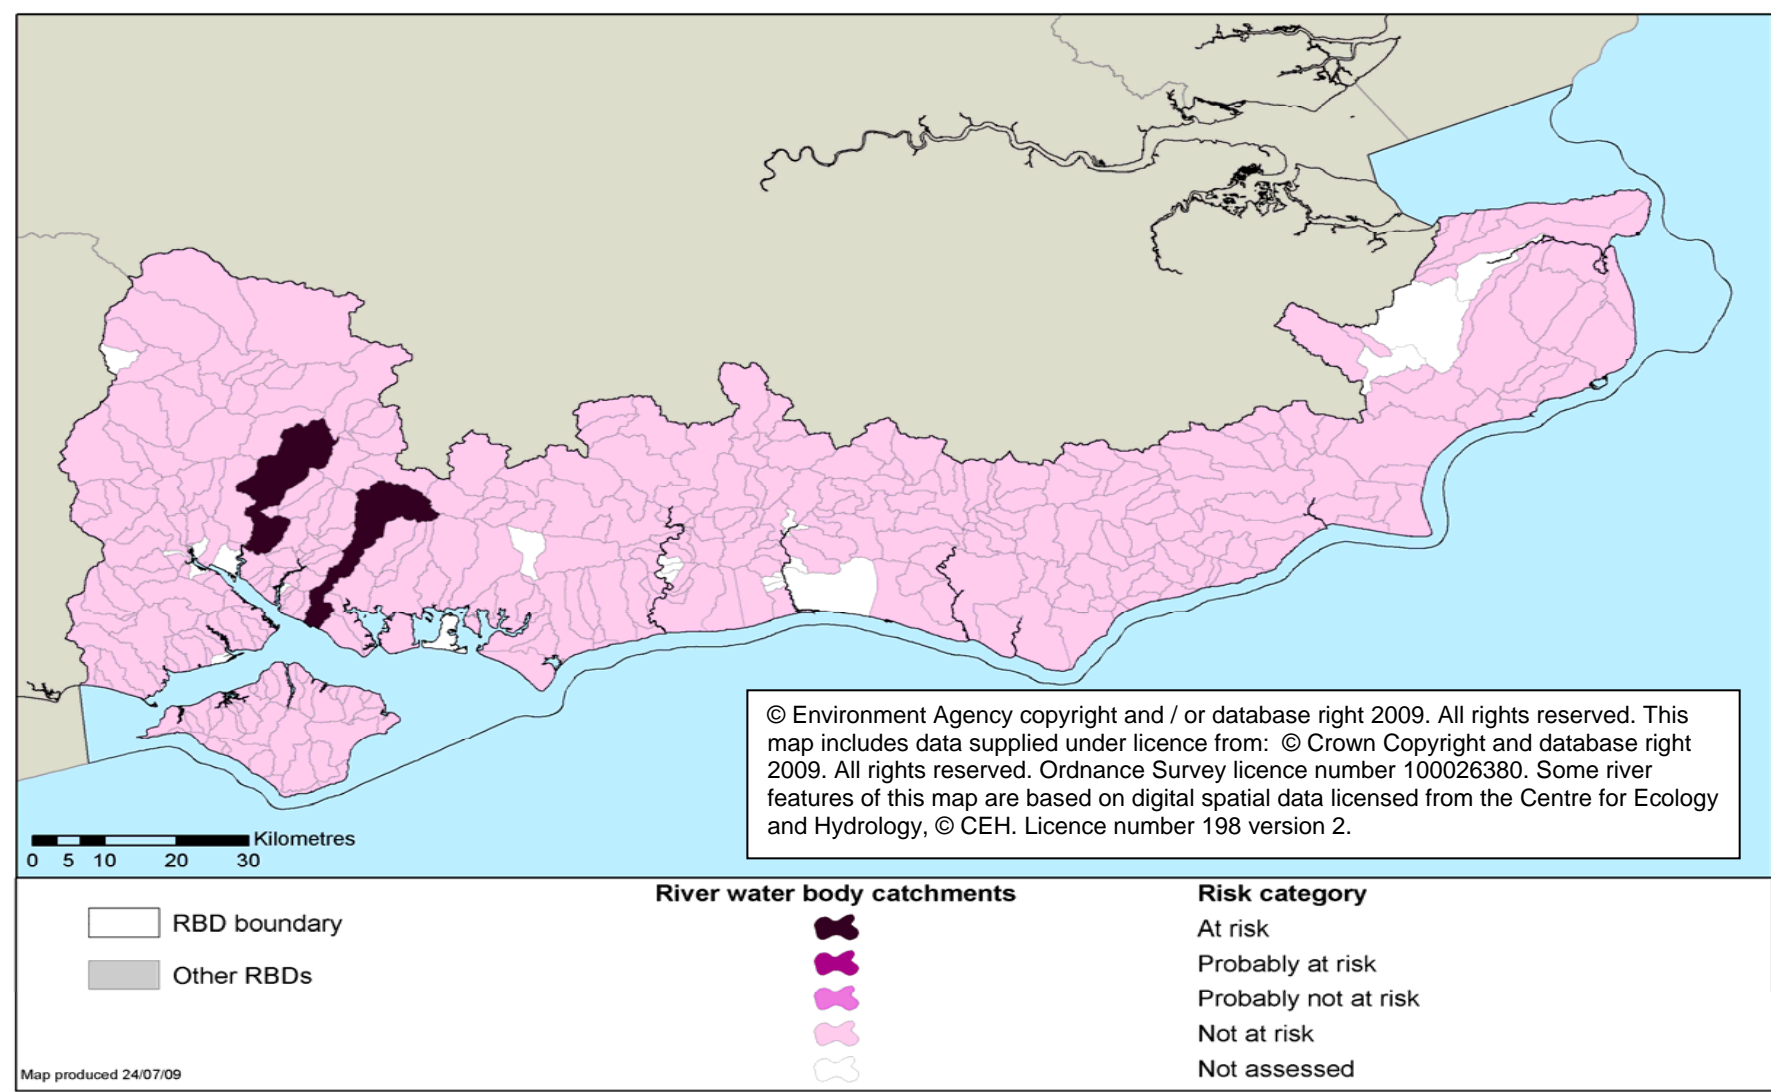 © Environment Agency copyright and / or database right 2009. All rights reserved. This
map includes data supplied under licence from:  © Crown Copyright and database right
2009. All rights reserved. Ordnance Survey licence number 100026380. Some river
features of this map are based on digital spatial data licensed from the Centre for Ecology
and Hydrology, © CEH. Licence number 198 version 2.
Kilometres
0 5 10 20 30
RBD boundary
Other RBDs
River water body catchments
Risk category
At risk
Probably at risk
Probably not at risk
Not at risk
Not assessed
Map produced 24/07/09